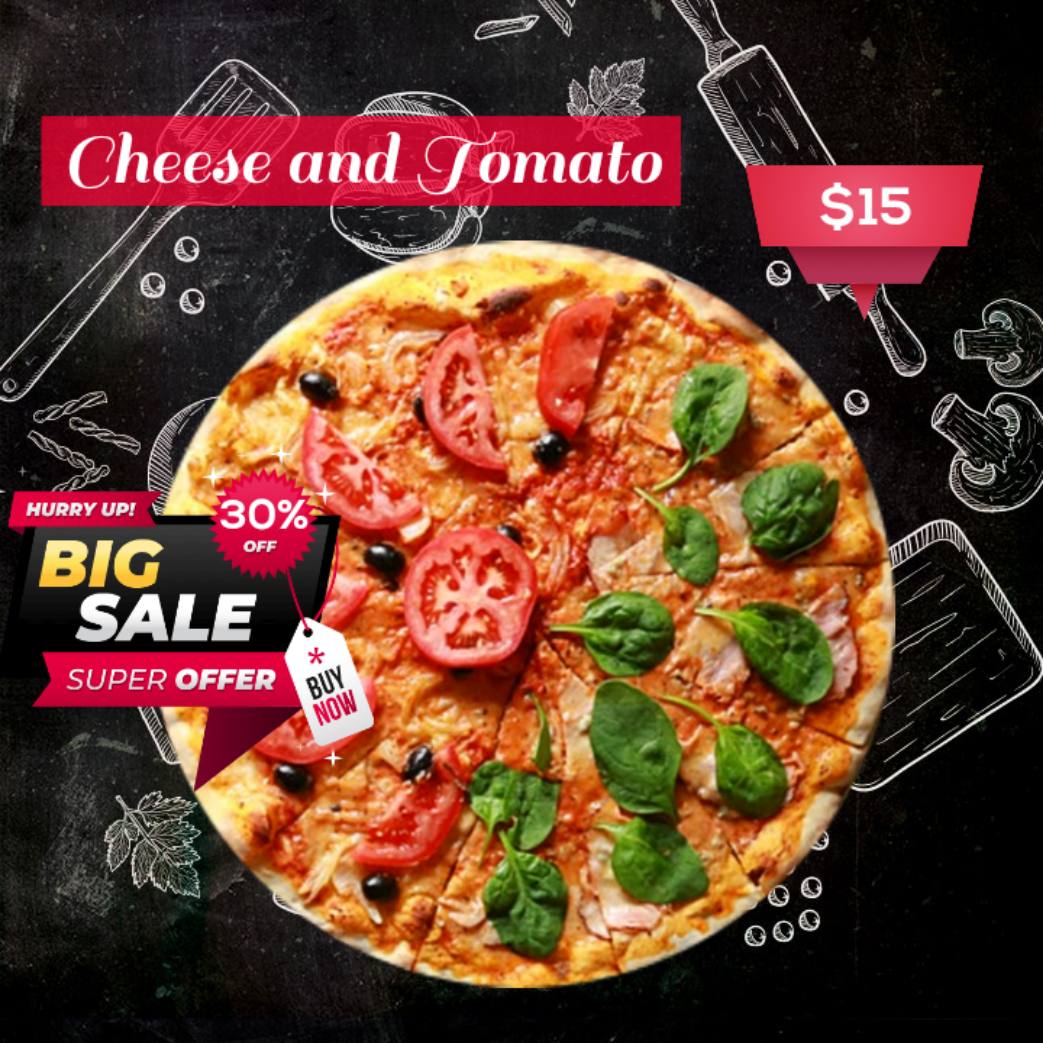 Cheese and Tomato
$15
HURRY UP!
30%
OFF
BIG
SALE
SUPER OFFER
*
BUY
NOW